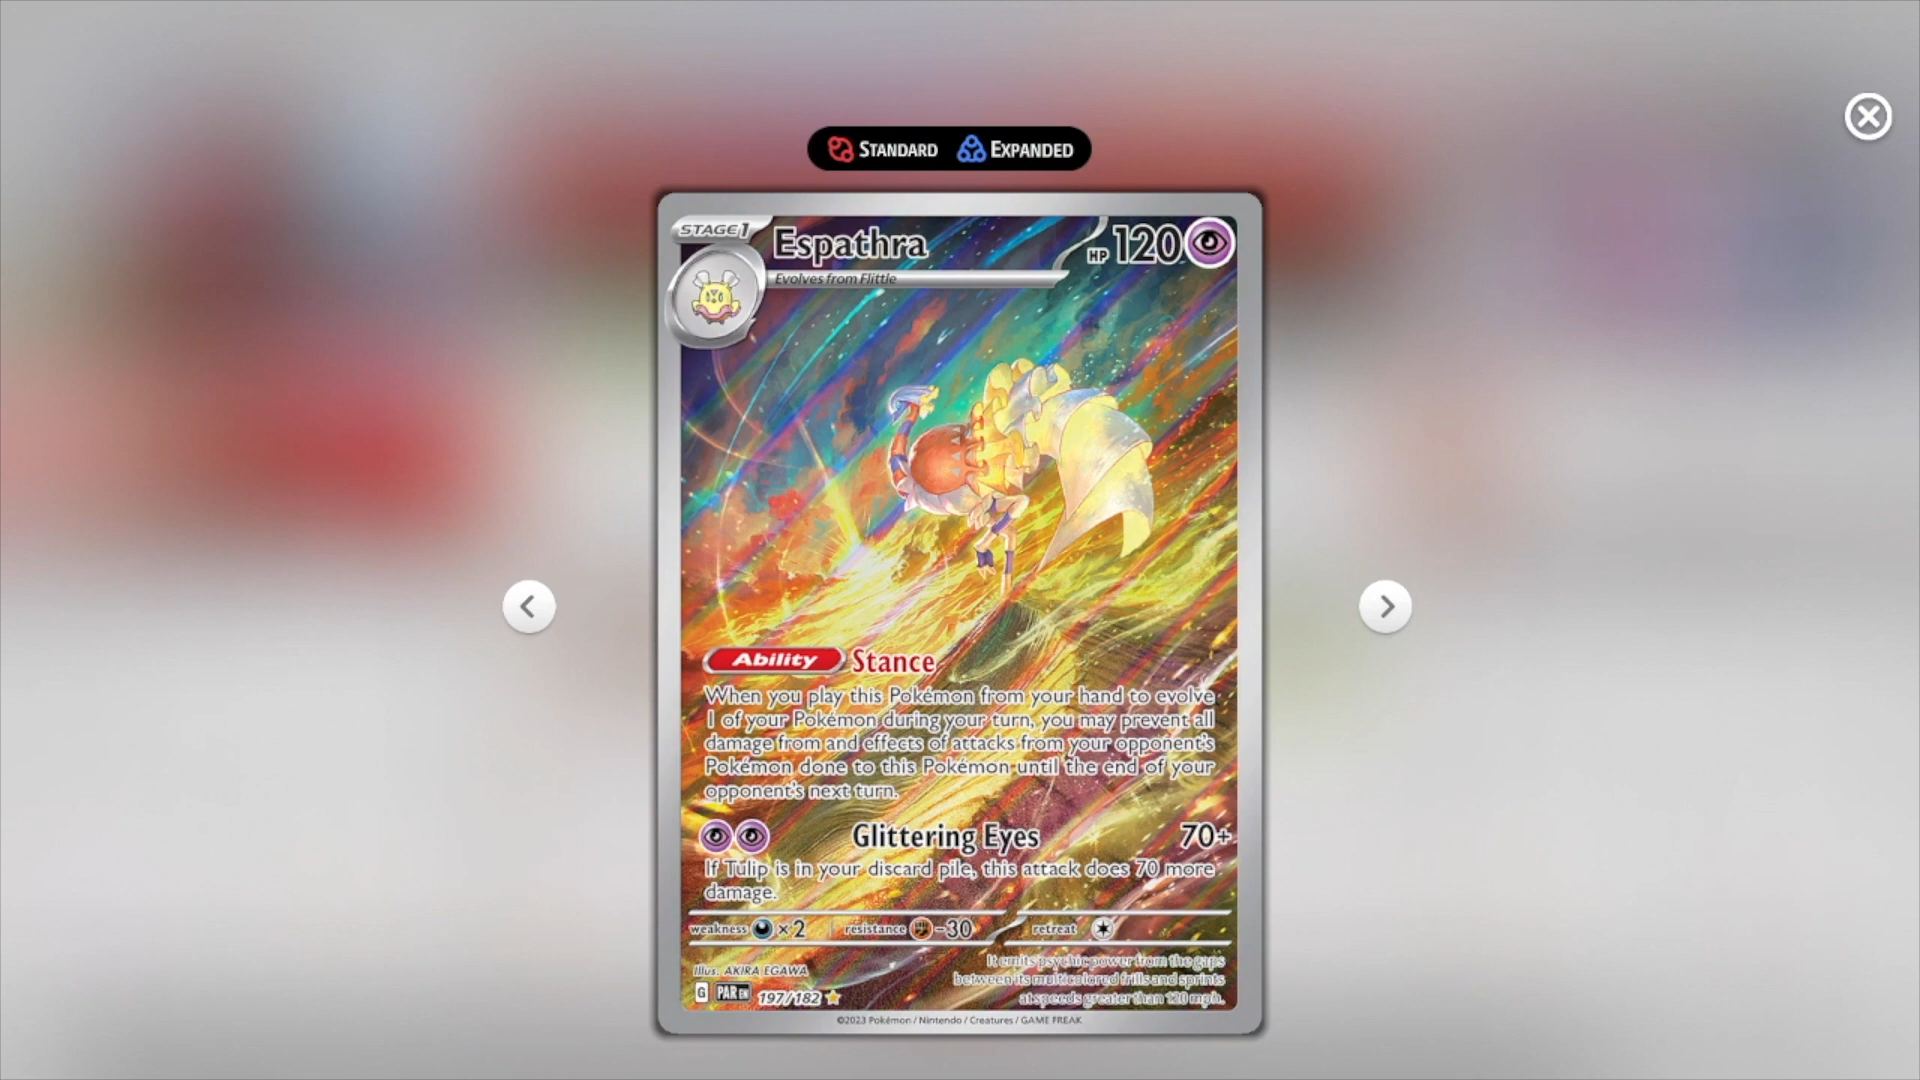 STANDARD EXPANDED
STAGE1 Espathra HP 120
Evolves from Flittle
Ability Stance
When you play this Pokémon from your hand to evolve
1 of your Pokémon during your turn, you may prevent all
damage from and effects of attacks from your opponent's
Pokémon done to this Pokémon until the end of your
opponent's next turn.
Glittering Eyes 70+
If Tulip is in your discard pile, this attack does 70 more
damage.
weakness ×2 resistance -30 retreat
Illus. AKIRA EGAWA
It emits psychic power from the gaps
between its multicolored frills and sprints
at speeds greater than 120 mph.
G PAR EN 197/182
©2023 Pokémon / Nintendo / Creatures / GAME FREAK